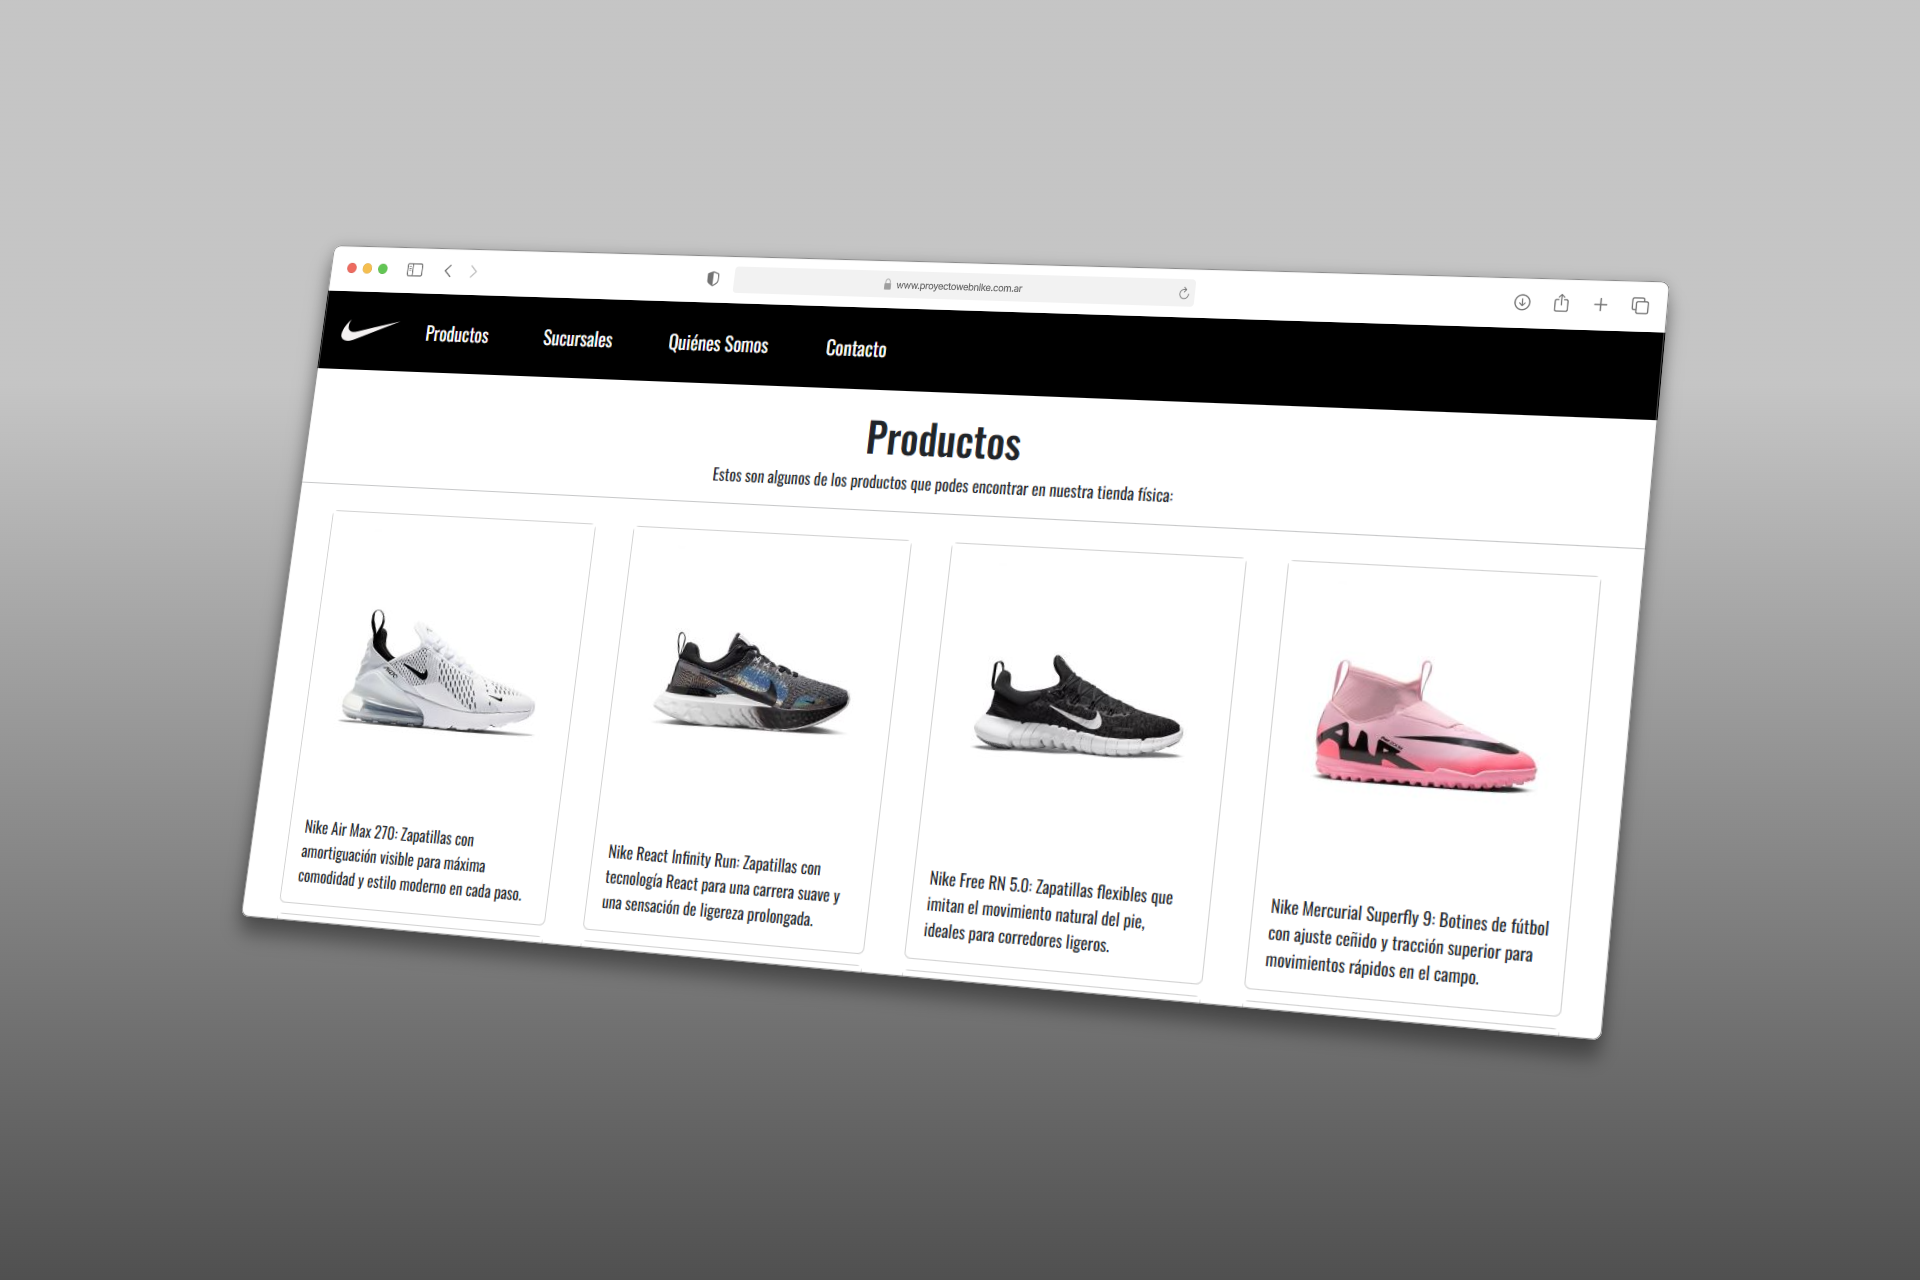 www.proyectowebnike.com.ar
Productos
Sucursales
Quiénes Somos
Contacto
Productos
Estos son algunos de los productos que podes encontrar en nuestra tienda física:
Nike Air Max 270: Zapatillas con
amortiguación visible para máxima
comodidad y estilo moderno en cada paso.
Nike React Infinity Run: Zapatillas con
tecnología React para una carrera suave y
una sensación de ligereza prolongada.
Nike Free RN 5.0: Zapatillas flexibles que
imitan el movimiento natural del pie,
ideales para corredores ligeros.
Nike Mercurial Superfly 9: Botines de fútbol
con ajuste ceñido y tracción superior para
movimientos rápidos en el campo.